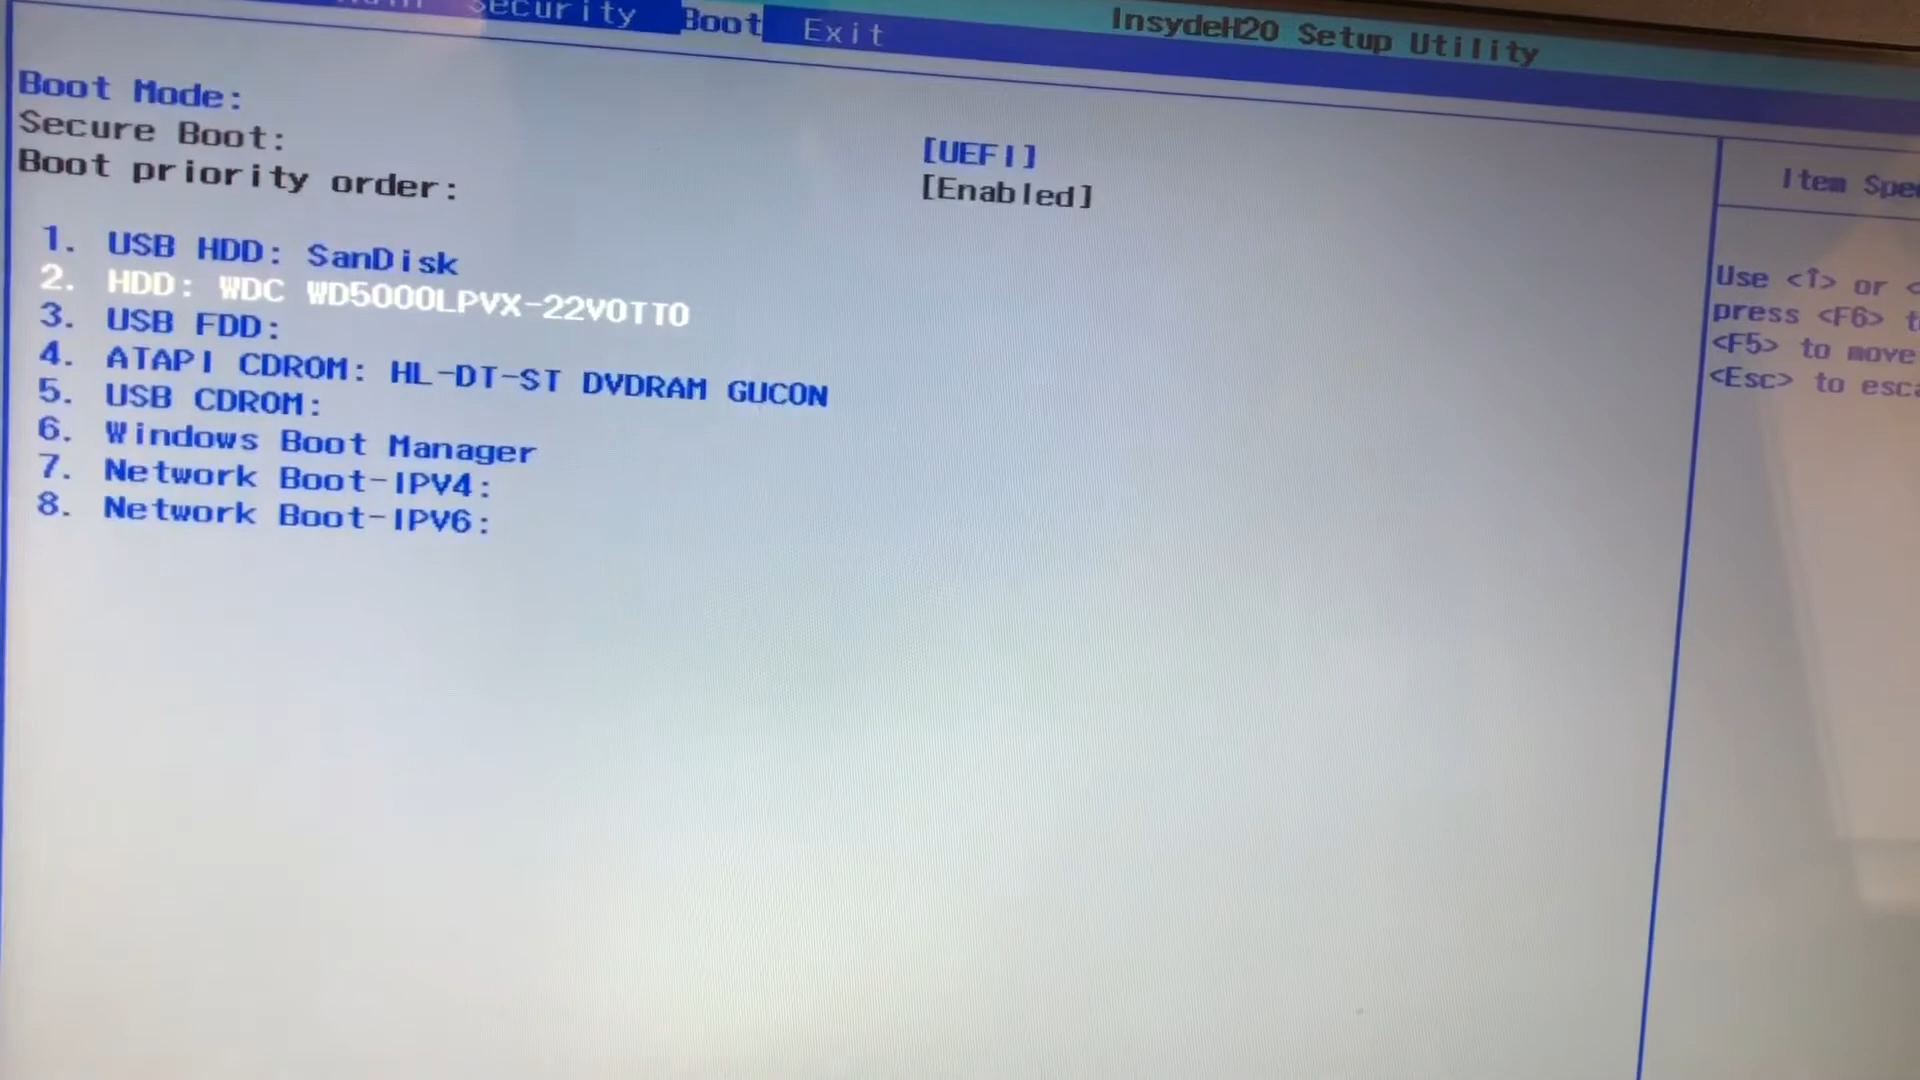 Security Boot Exit
InsydeH20 Setup Utility
Boot Mode: [UEFI]
Secure Boot: [Enabled]
Boot priority order:
1. USB HDD: SanDisk
2. HDD: WDC WD5000LPVX-22V0TT0
3. USB FDD:
4. ATAPI CDROM: HL-DT-ST DVDRAM GUC0N
5. USB CDROM:
6. Windows Boot Manager
7. Network Boot-IPV4:
8. Network Boot-IPV6:
Item Spe
Use <↑> or <
press <F6> t
<F5> to move
<Esc> to esca